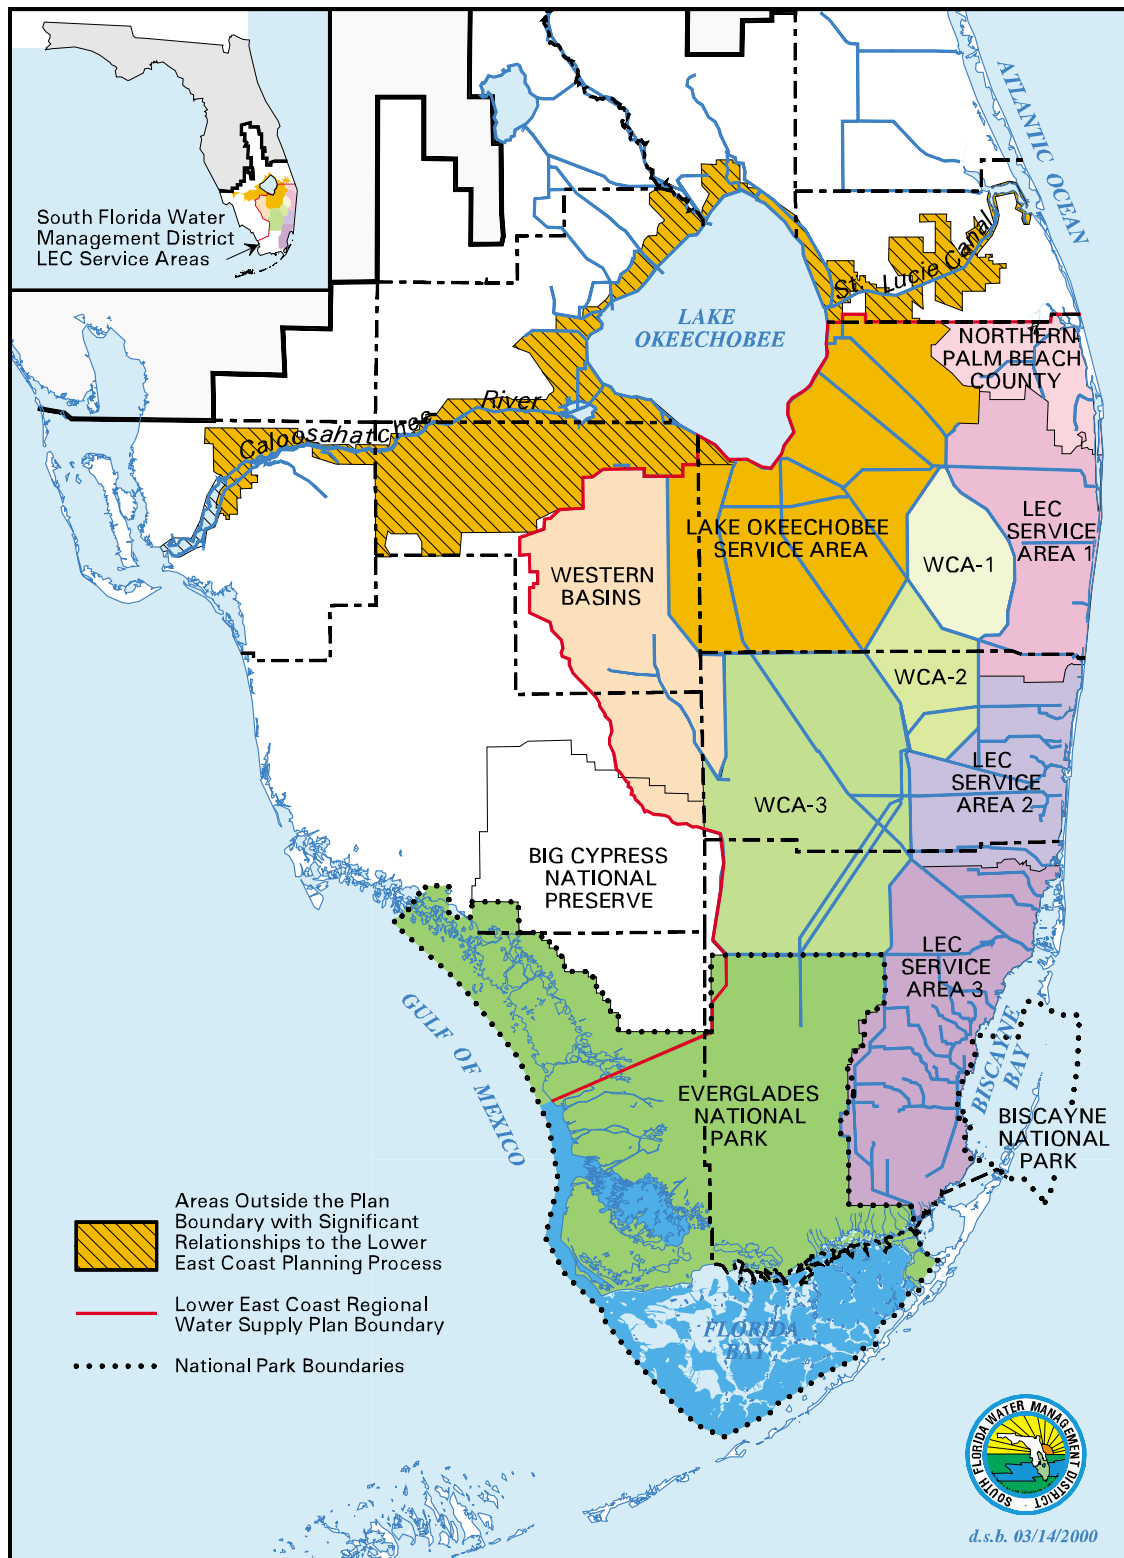 South Florida Water
Management District
LEC Service Areas
ATLANTIC OCEAN
St. Lucie Canal
LAKE
OKEECHOBEE
NORTHERN
PALM BEACH
COUNTY
Caloosahatchee River
LAKE OKEECHOBEE
SERVICE AREA
LEC
SERVICE
AREA 1
WCA-1
WESTERN
BASINS
WCA-2
LEC
SERVICE
AREA 2
WCA-3
BIG CYPRESS
NATIONAL
PRESERVE
LEC
SERVICE
AREA 3
GULF OF MEXICO
BISCAYNE
BAY
EVERGLADES
NATIONAL
PARK
BISCAYNE
NATIONAL
PARK
Areas Outside the Plan
Boundary with Significant
Relationships to the Lower
East Coast Planning Process
Lower East Coast Regional
Water Supply Plan Boundary
National Park Boundaries
FLORIDA
BAY
SOUTH FLORIDA WATER MANAGEMENT DISTRICT
d.s.b. 03/14/2000